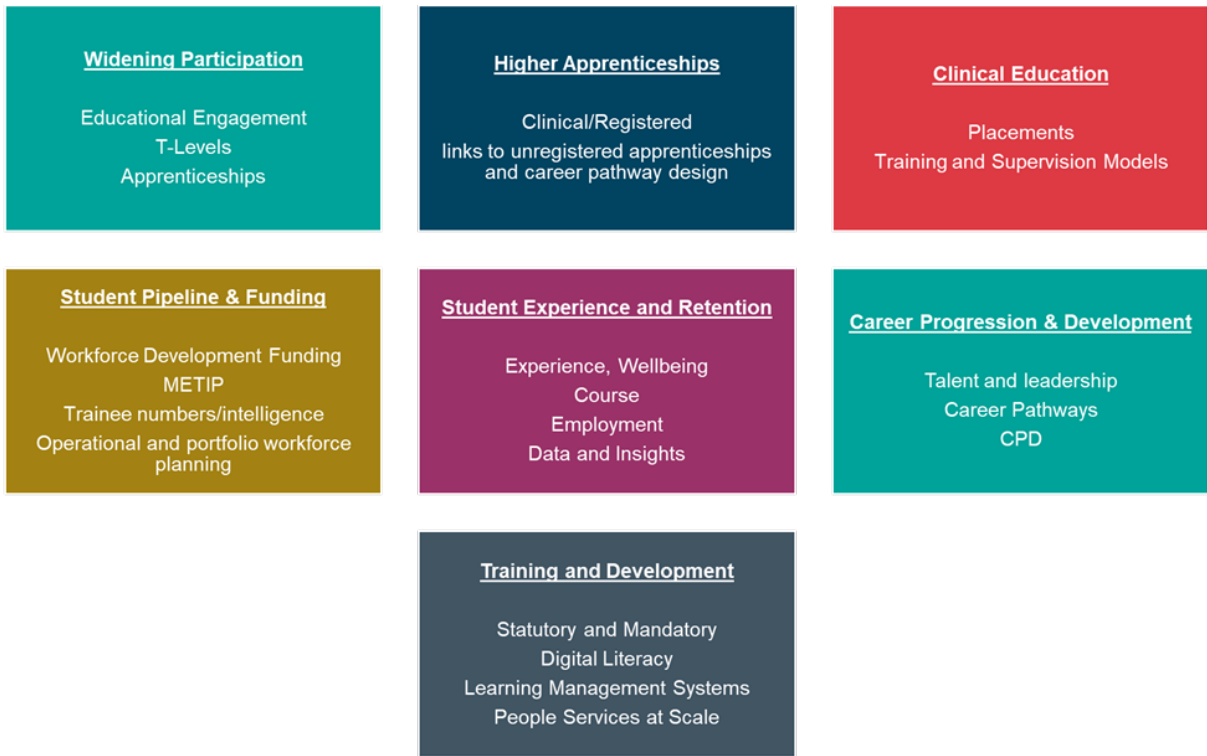 Widening Participation
Educational Engagement
T-Levels
Apprenticeships
Higher Apprenticeships
Clinical/Registered
links to unregistered apprenticeships
and career pathway design
Clinical Education
Placements
Training and Supervision Models
Student Pipeline & Funding
Workforce Development Funding
METIP
Trainee numbers/intelligence
Operational and portfolio workforce
planning
Student Experience and Retention
Experience, Wellbeing
Course
Employment
Data and Insights
Career Progression & Development
Talent and leadership
Career Pathways
CPD
Training and Development
Statutory and Mandatory
Digital Literacy
Learning Management Systems
People Services at Scale